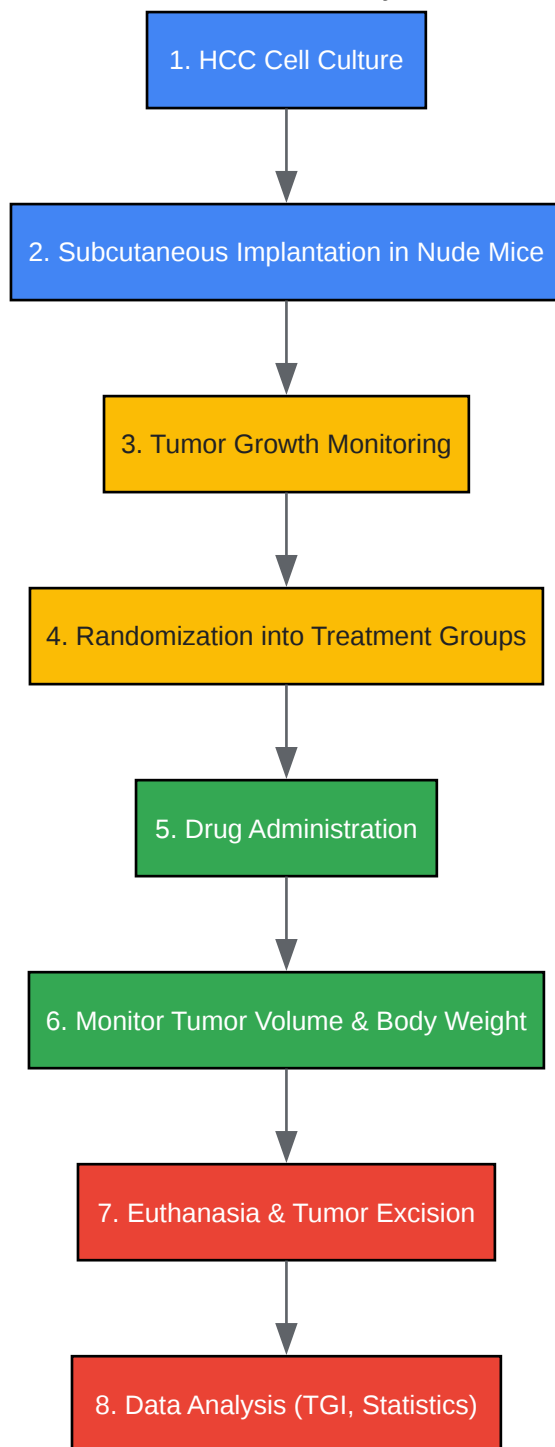 1. HCC Cell Culture
2. Subcutaneous Implantation in Nude Mice
3. Tumor Growth Monitoring
4. Randomization into Treatment Groups
5. Drug Administration
6. Monitor Tumor Volume & Body Weight
7. Euthanasia & Tumor Excision
8. Data Analysis (TGI, Statistics)